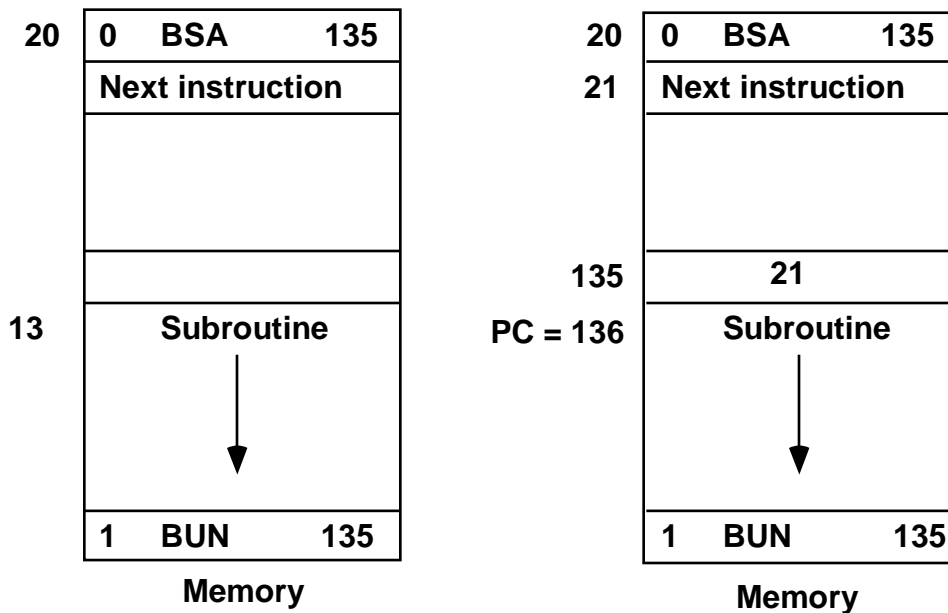 20 0 BSA 135
Next instruction
13 Subroutine
1 BUN 135
Memory
20 0 BSA 135
21 Next instruction
135 21
PC = 136 Subroutine
1 BUN 135
Memory